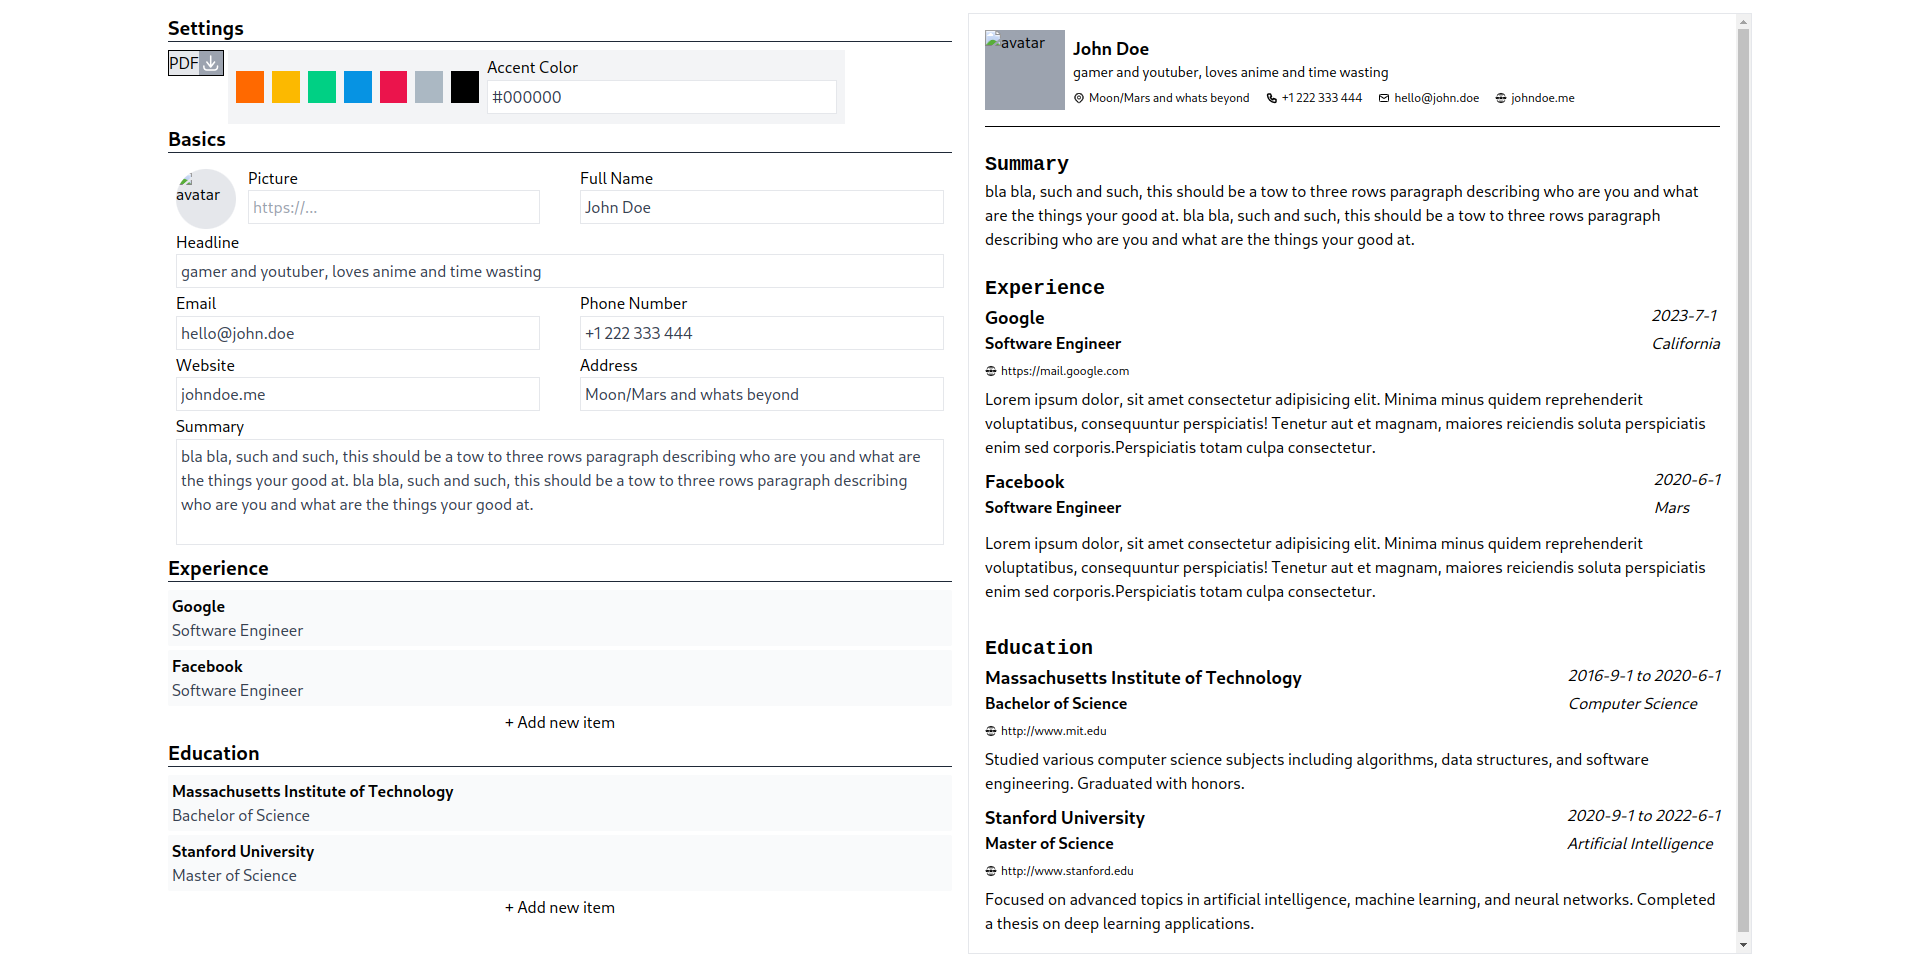 Settings
PDF
Accent Color
#000000
Basics
avatar
Picture
https://...
Full Name
John Doe
Headline
gamer and youtuber, loves anime and time wasting
Email
hello@john.doe
Phone Number
+1 222 333 444
Website
johndoe.me
Address
Moon/Mars and whats beyond
Summary
bla bla, such and such, this should be a tow to three rows paragraph describing who are you and what are
the things your good at. bla bla, such and such, this should be a tow to three rows paragraph describing
who are you and what are the things your good at.
Experience
Google
Software Engineer
Facebook
Software Engineer
+ Add new item
Education
Massachusetts Institute of Technology
Bachelor of Science
Stanford University
Master of Science
+ Add new item
avatar
John Doe
gamer and youtuber, loves anime and time wasting
Moon/Mars and whats beyond +1 222 333 444 hello@john.doe johndoe.me
Summary
bla bla, such and such, this should be a tow to three rows paragraph describing who are you and what
are the things your good at. bla bla, such and such, this should be a tow to three rows paragraph
describing who are you and what are the things your good at.
Experience
Google 2023-7-1
Software Engineer California
https://mail.google.com
Lorem ipsum dolor, sit amet consectetur adipisicing elit. Minima minus quidem reprehenderit
voluptatibus, consequuntur perspiciatis! Tenetur aut et magnam, maiores reiciendis soluta perspiciatis
enim sed corporis.Perspiciatis totam culpa consectetur.
Facebook 2020-6-1
Software Engineer Mars
Lorem ipsum dolor, sit amet consectetur adipisicing elit. Minima minus quidem reprehenderit
voluptatibus, consequuntur perspiciatis! Tenetur aut et magnam, maiores reiciendis soluta perspiciatis
enim sed corporis.Perspiciatis totam culpa consectetur.
Education
Massachusetts Institute of Technology 2016-9-1 to 2020-6-1
Bachelor of Science Computer Science
http://www.mit.edu
Studied various computer science subjects including algorithms, data structures, and software
engineering. Graduated with honors.
Stanford University 2020-9-1 to 2022-6-1
Master of Science Artificial Intelligence
http://www.stanford.edu
Focused on advanced topics in artificial intelligence, machine learning, and neural networks. Completed
a thesis on deep learning applications.